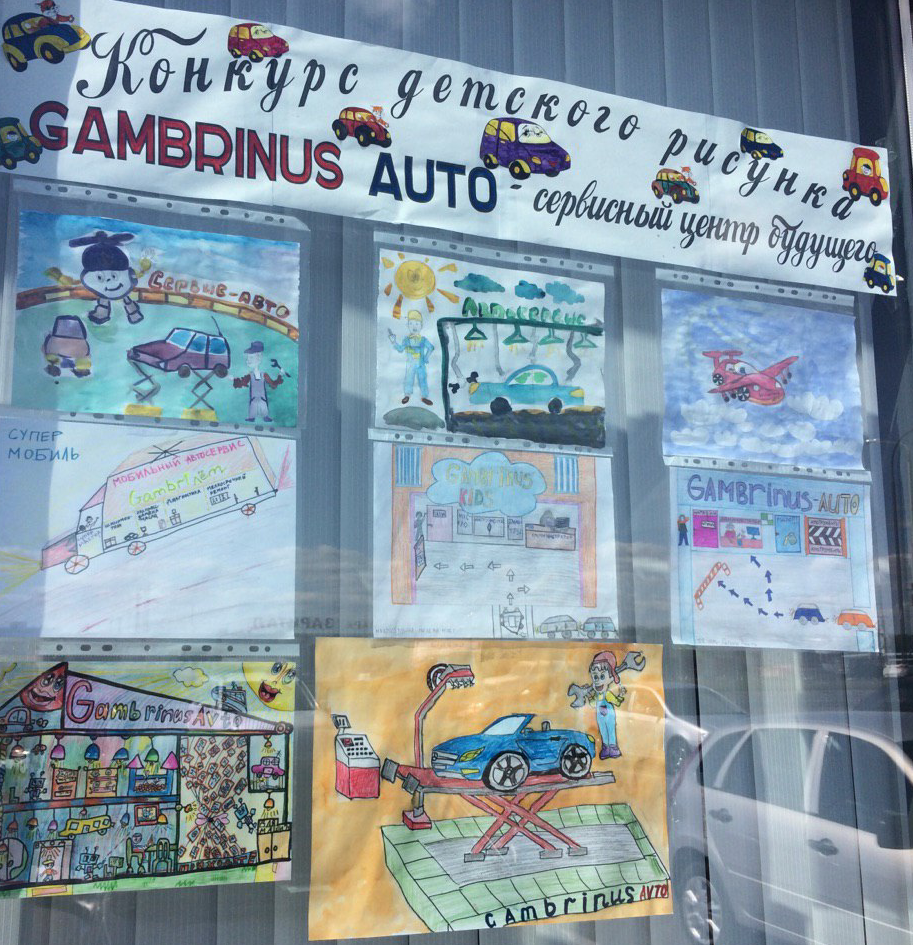 Конкурс детского рисунка
GAMBRINUS AUTO - сервисный центр будущего
Сервис-авто
Автосервис
СУПЕР
МОБИЛЬ
МОБИЛЬНЫЙ АВТОСЕРВИС
GAMBRINUS
KIDS
GAMBrinus-AUTO
GambrinusAvto
GAmbrinus AVTO